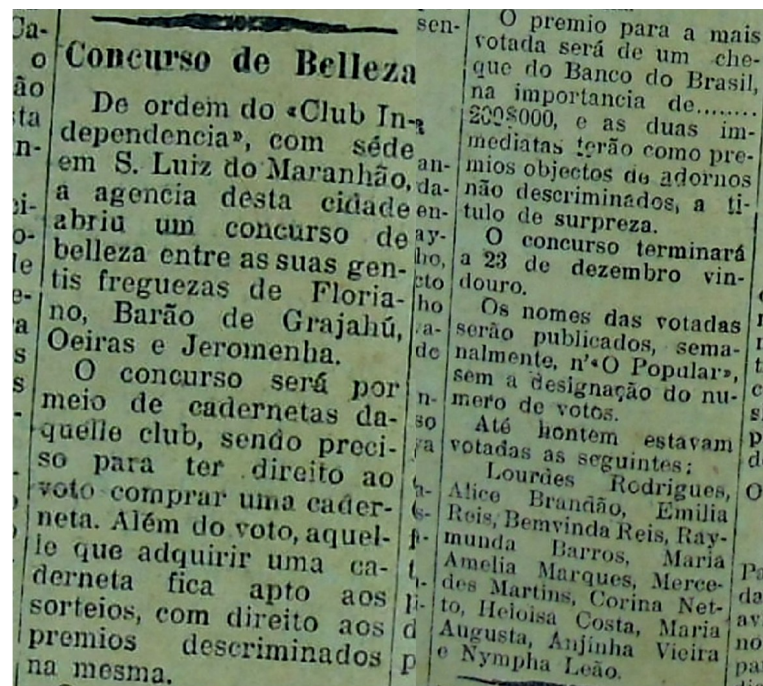 Concurso de Belleza
De ordem do «Club In-
dependencia», com séde
em S. Luiz do Maranhão,
a agencia desta cidade
abriu um concurso de
belleza entre as suas gen-
tis freguezas de Floria-
no, Barão de Grajahú,
Oeiras e Jeromenha.
O concurso será por
meio de cadernetas da-
quelle club, sendo preci-
so para ter direito ao
voto comprar uma cader-
neta. Além do voto, aquel-
le que adquirir uma ca-
derneta fica apto aos
sorteios, com direito aos
premios descriminados
na mesma.
O premio para a mais
votada será de um che-
que do Banco do Brasil,
na importancia de........
200$000, e as duas im-
mediatas terão como pre-
mios objectos de adornos
não descriminados, a ti-
tulo de surpreza.
O concurso terminará
a 23 de dezembro vin-
douro.
Os nomes das votadas
serão publicados, sema-
nalmente, n'«O Popular»,
sem a designação do nu-
mero de votos.
Até hontem estavam
votadas as seguintes:
Lourdes Rodrigues,
Alice Brandão, Emilia
Reis, Bemvinda Reis, Ray-
munda Barros, Maria
Amelia Marques, Merce-
des Martins, Corina Net-
to, Heloisa Costa, Maria
Augusta, Anjinha Vieira
e Nympha Leão.